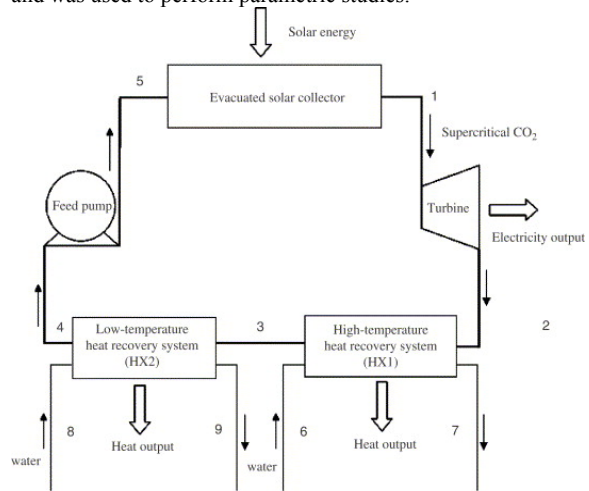 and was used to perform parametric studies.
Solar energy
5
Evacuated solar collector
1
Supercritical CO2
Feed pump
Turbine
Electricity output
4
Low-temperature
heat recovery system
(HX2)
3
High-temperature
heat recovery system
(HX1)
2
8
Heat output
9
6
Heat output
7
water
water